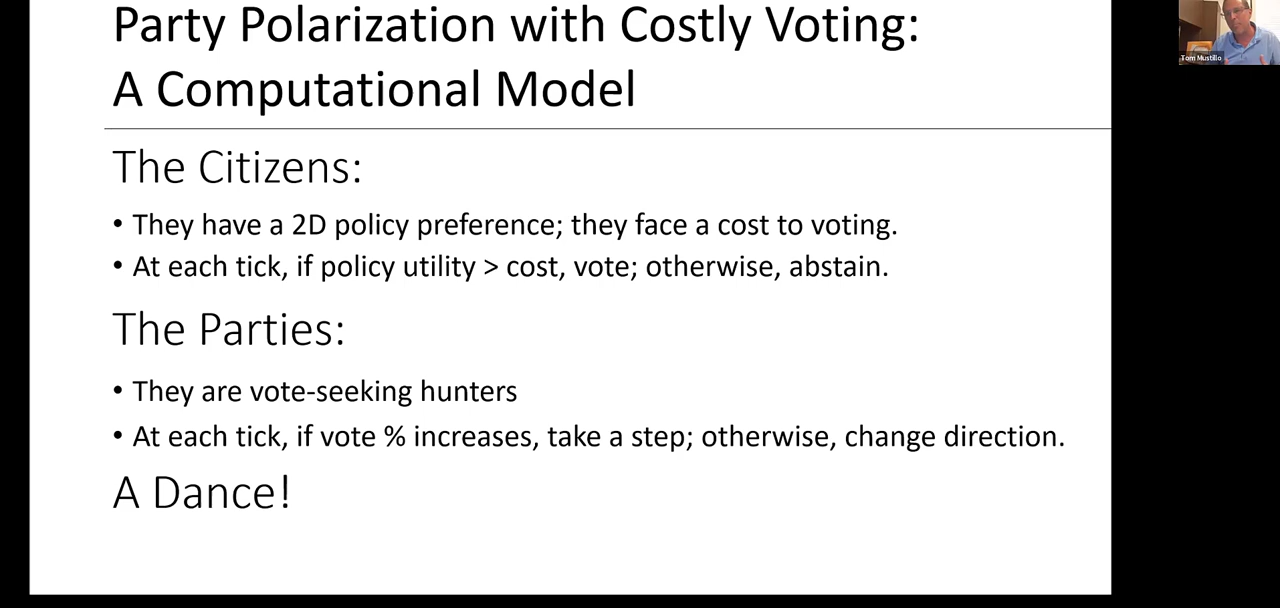 Party Polarization with Costly Voting:
A Computational Model
Tom Mustillo
The Citizens:
• They have a 2D policy preference; they face a cost to voting.
• At each tick, if policy utility > cost, vote; otherwise, abstain.
The Parties:
• They are vote-seeking hunters
• At each tick, if vote % increases, take a step; otherwise, change direction.
A Dance!